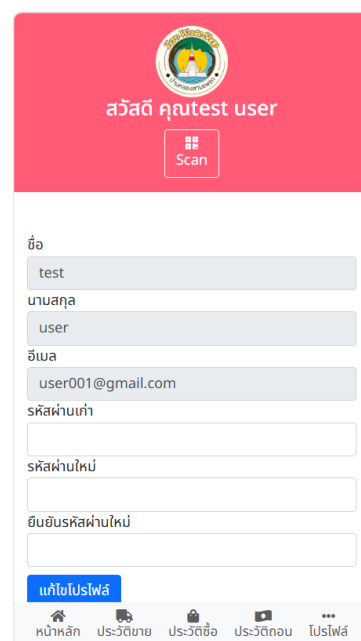 Zero Waste Shop
สวัสดี คุณtest user
Scan
ชื่อ
test
นามสกุล
user
อีเมล
user001@gmail.com
รหัสผ่านเก่า
รหัสผ่านใหม่
ยืนยันรหัสผ่านใหม่
แก้ไขโปรไฟล์
หน้าหลัก ประวัติขาย ประวัติซื้อ ประวัติถอน โปรไฟล์